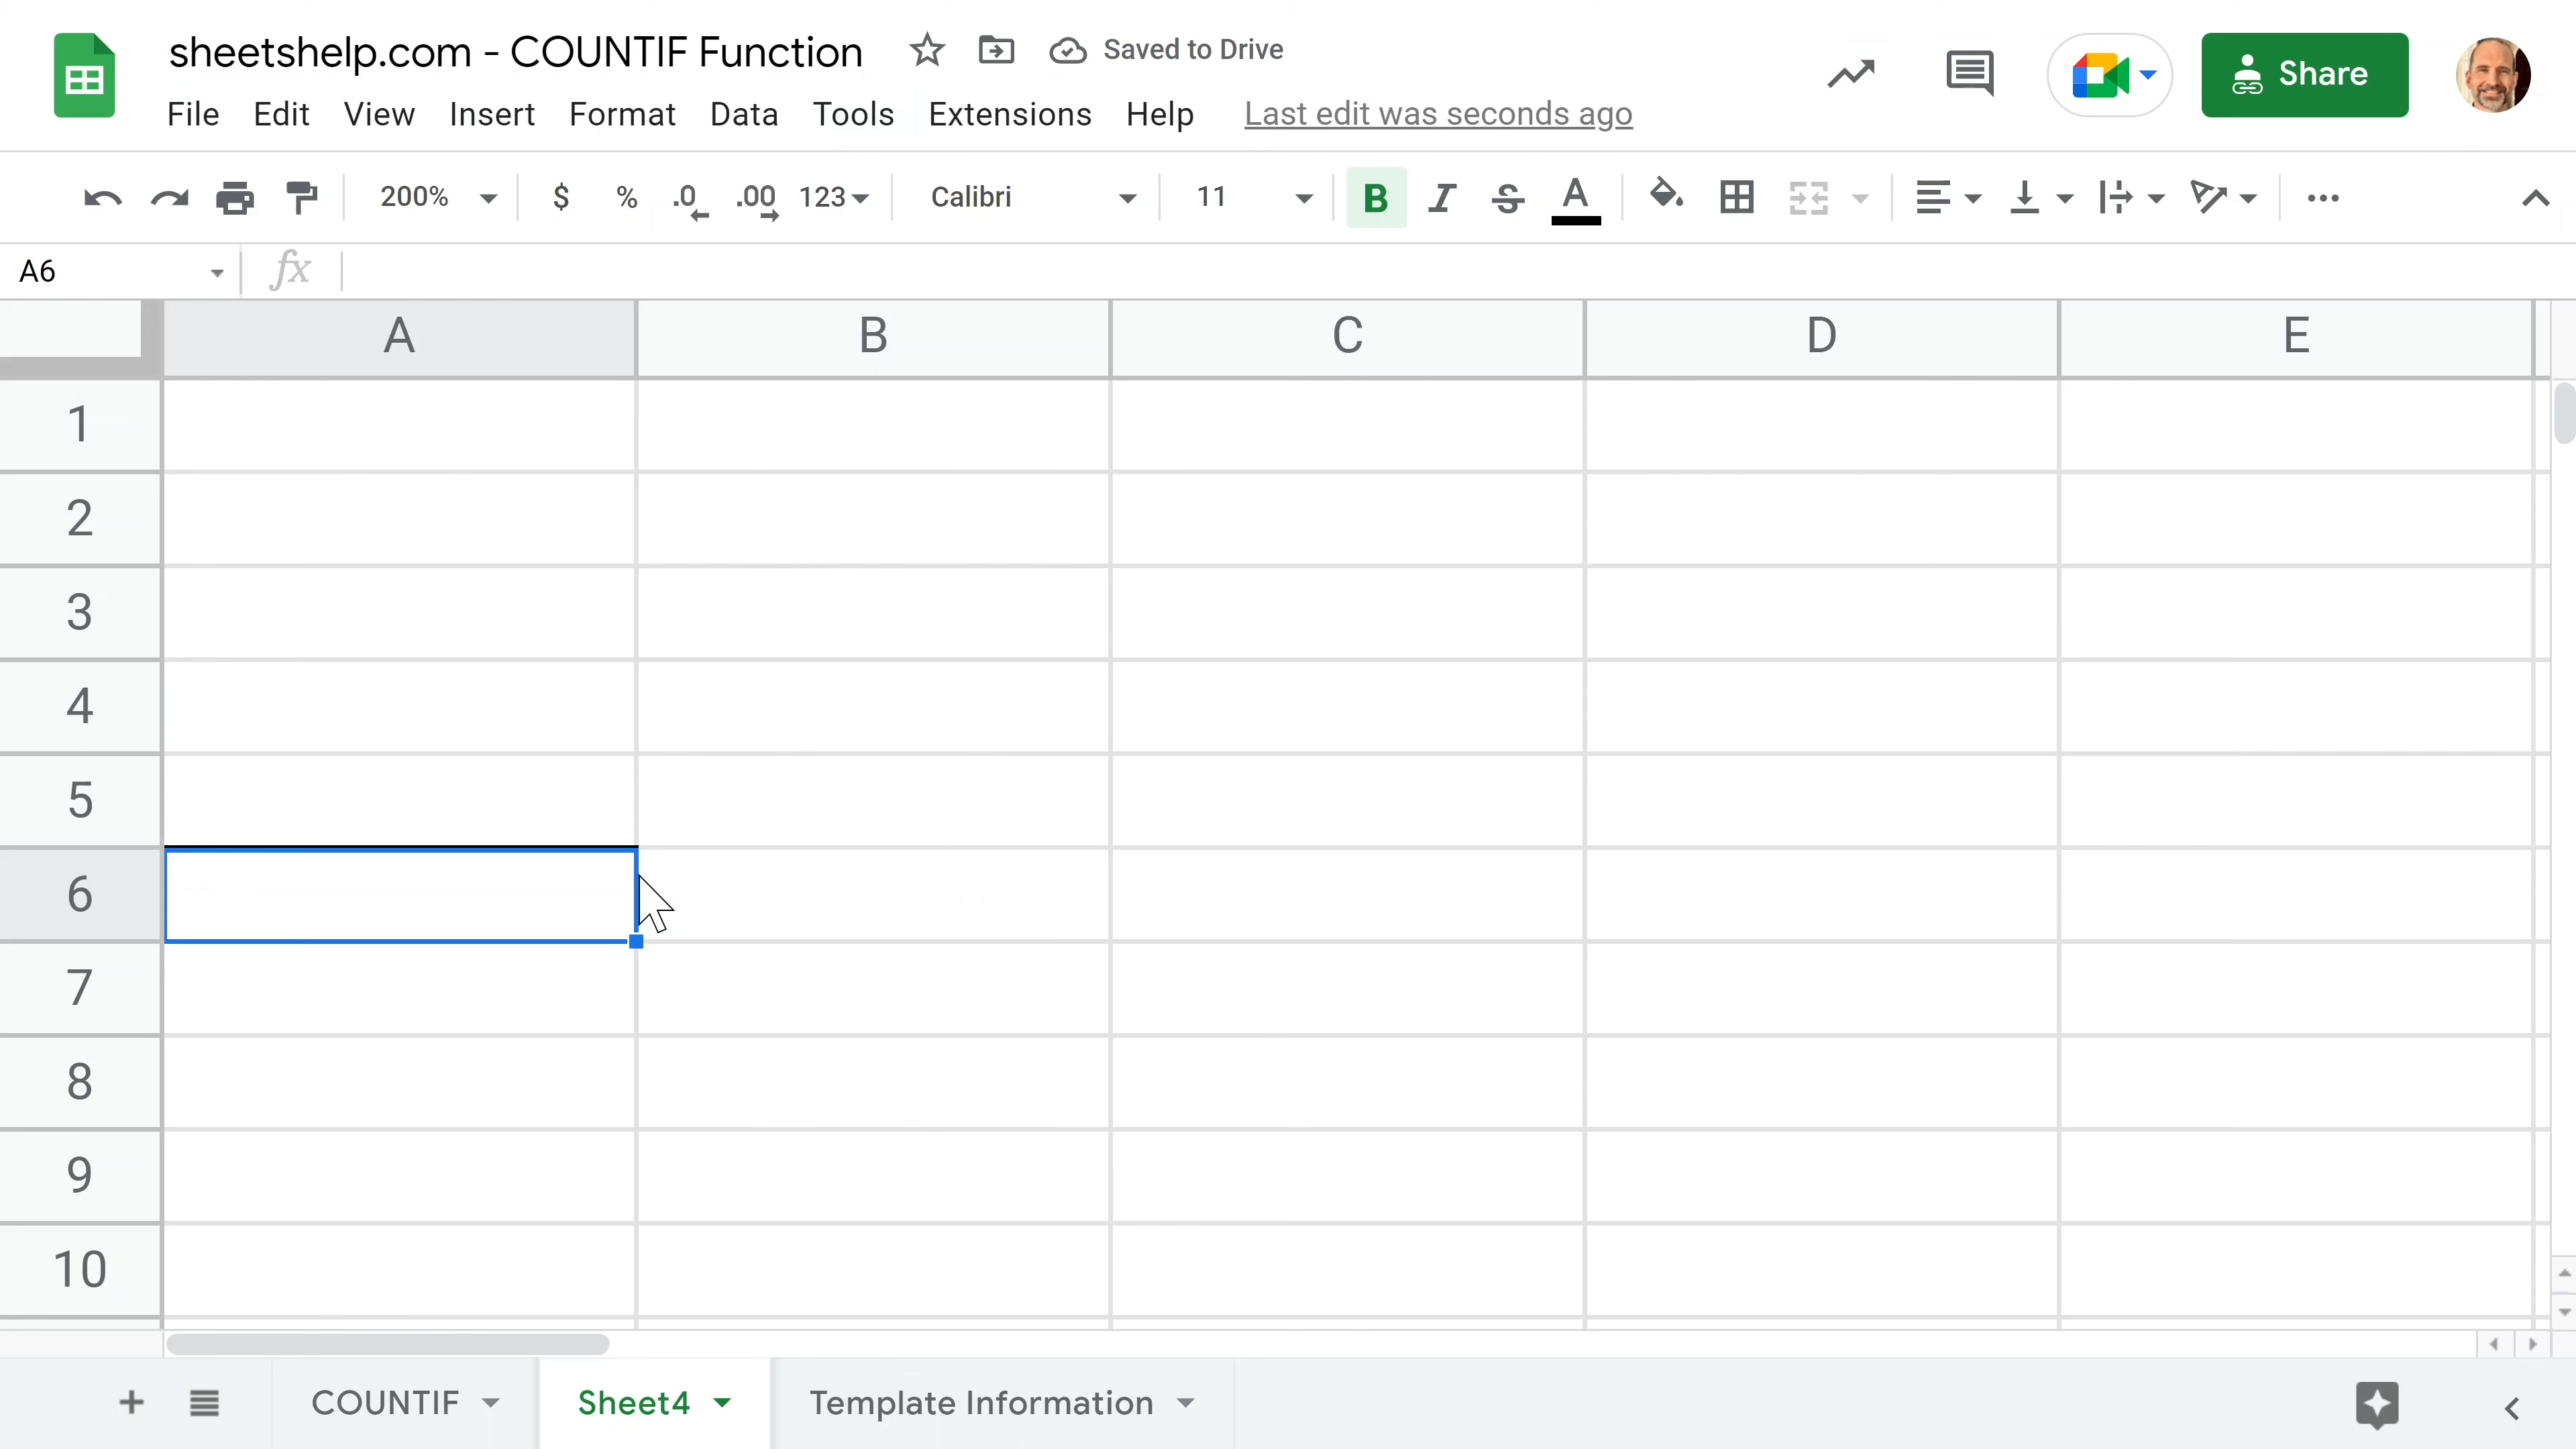 sheetshelp.com - COUNTIF Function Saved to Drive
File Edit View Insert Format Data Tools Extensions Help Last edit was seconds ago
Share
200% $ % .0 .00 123 Calibri 11 B I S A
A6 fx
A B C D E
1
2
3
4
5
6
7
8
9
10
+ COUNTIF Sheet4 Template Information